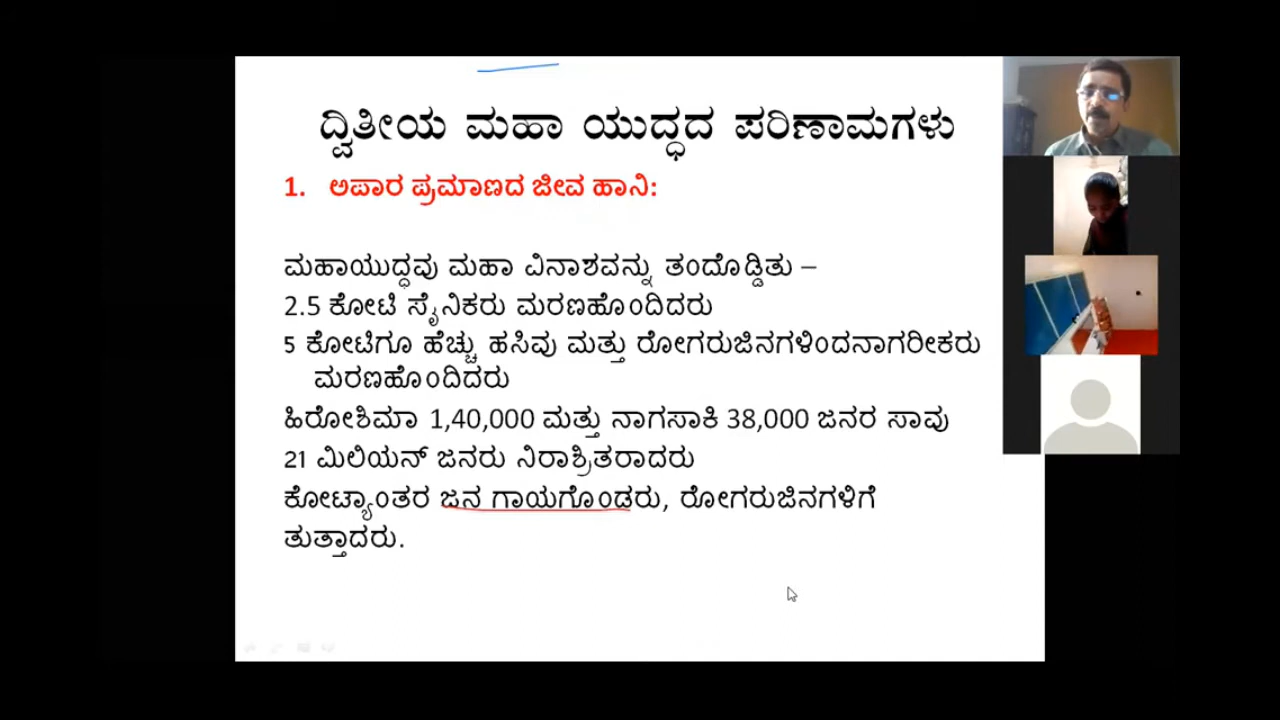 ದ್ವಿತೀಯ ಮಹಾ ಯುದ್ಧದ ಪರಿಣಾಮಗಳು
1. ಅಪಾರ ಪ್ರಮಾಣದ ಜೀವ ಹಾನಿ:
ಮಹಾಯುದ್ಧವು ಮಹಾ ವಿನಾಶವನ್ನು ತಂದೊಡ್ಡಿತು –
2.5 ಕೋಟಿ ಸೈನಿಕರು ಮರಣಹೊಂದಿದರು
5 ಕೋಟಿಗೂ ಹೆಚ್ಚು ಹಸಿವು ಮತ್ತು ರೋಗರುಜಿನಗಳಿಂದನಾಗರೀಕರು
ಮರಣಹೊಂದಿದರು
ಹಿರೋಶಿಮಾ 1,40,000 ಮತ್ತು ನಾಗಸಾಕಿ 38,000 ಜನರ ಸಾವು
21 ಮಿಲಿಯನ್ ಜನರು ನಿರಾಶ್ರಿತರಾದರು
ಕೋಟ್ಯಾಂತರ ಜನ ಗಾಯಗೊಂಡರು, ರೋಗರುಜಿನಗಳಿಗೆ
ತುತ್ತಾದರು.